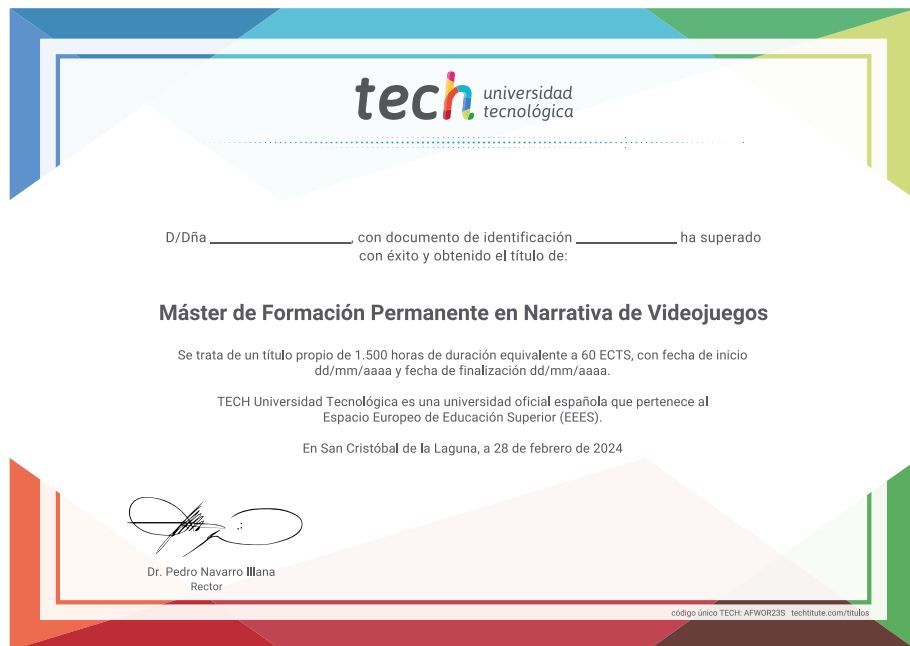 tech universidad
tecnológica
D/Dña ____________________, con documento de identificación ______________ ha superado
con éxito y obtenido el título de:
Máster de Formación Permanente en Narrativa de Videojuegos
Se trata de un título propio de 1.500 horas de duración equivalente a 60 ECTS, con fecha de inicio
dd/mm/aaaa y fecha de finalización dd/mm/aaaa.
TECH Universidad Tecnológica es una universidad oficial española que pertenece al
Espacio Europeo de Educación Superior (EEES).
En San Cristóbal de la Laguna, a 28 de febrero de 2024
Dr. Pedro Navarro Illana
Rector
código único TECH: AFWOR23S techtitute.com/titulos